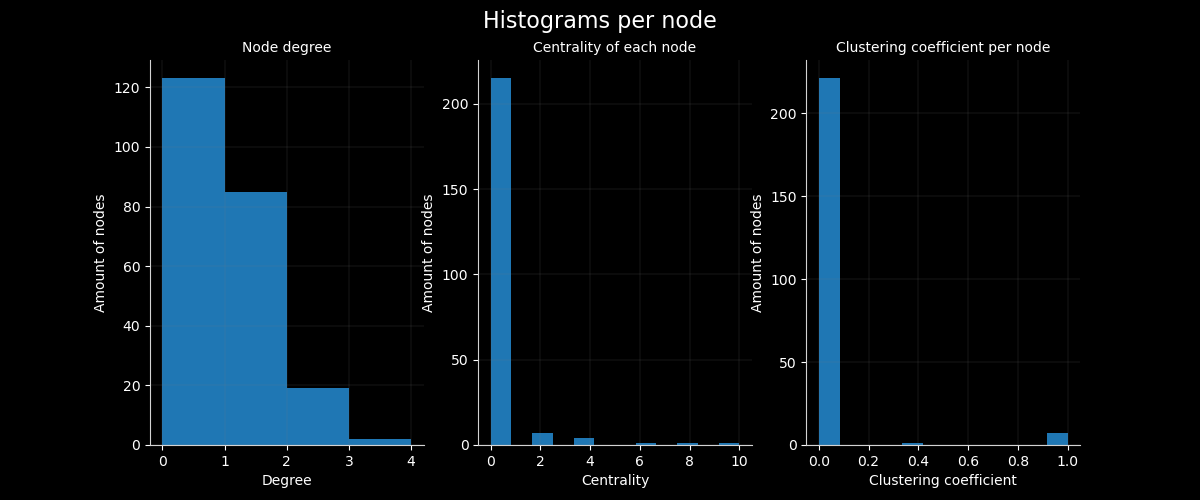 Histograms per node
Node degree
Centrality of each node
Clustering coefficient per node
Amount of nodes
120
100
80
60
40
20
0
0 1 2 3 4
Degree
Amount of nodes
200
150
100
50
0
0 2 4 6 8 10
Centrality
Amount of nodes
200
150
100
50
0
0.0 0.2 0.4 0.6 0.8 1.0
Clustering coefficient